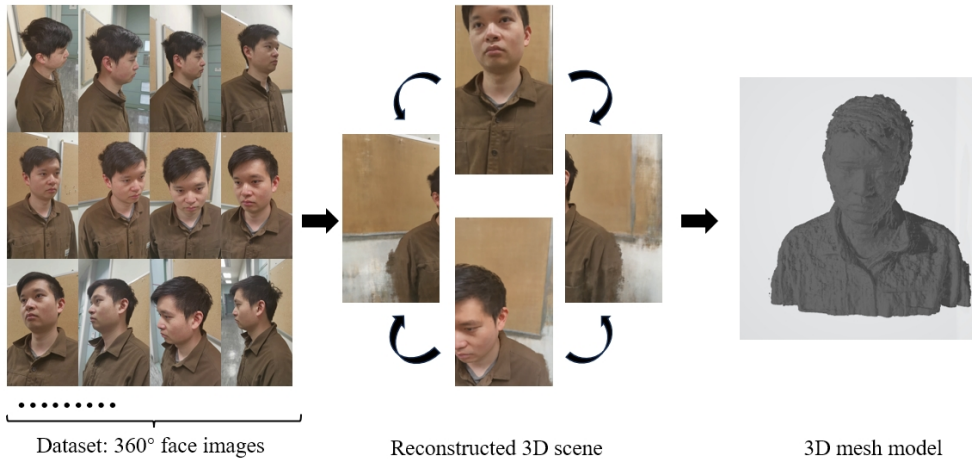 Dataset: 360° face images
Reconstructed 3D scene
3D mesh model